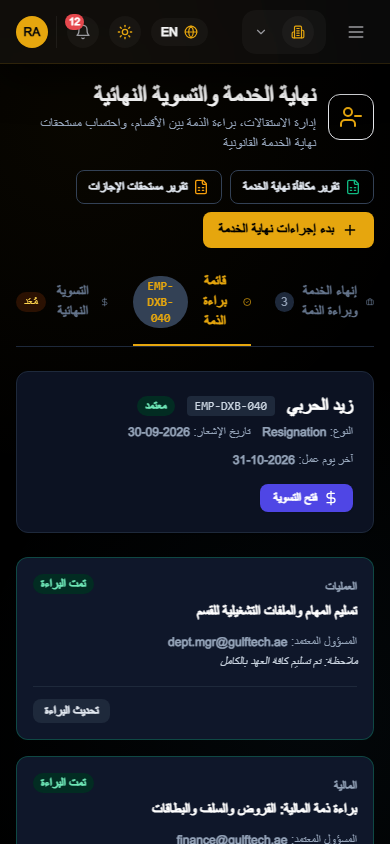 RA
12
EN
نهاية الخدمة والتسوية النهائية
إدارة الاستقالات، براءة الذمة بين الأقسام، واحتساب مستحقات
نهاية الخدمة القانونية
تقرير مكافأة نهاية الخدمة
تقرير مستحقات الإجازات
بدء إجراءات نهاية الخدمة
إنهاء الخدمة
وبراءة الذمة
3
قائمة
براءة
الذمة
EMP-
DXB-
040
التسوية
النهائية
مُعَد
زيد الحربي
EMP-DXB-040
معتمد
النوع: Resignation
تاريخ الإشعار: 2026-09-30
آخر يوم عمل: 2026-10-31
فتح التسوية
العمليات
تمت البراءة
تسليم المهام والملفات التشغيلية للقسم
المسؤول المعتمد: dept.mgr@gulftech.ae
ملاحظة: تم تسليم كافة العهد بالكامل
تحديث البراءة
المالية
تمت البراءة
براءة ذمة المالية: القروض والسلف والبطاقات
المسؤول المعتمد: finance@gulftech.ae